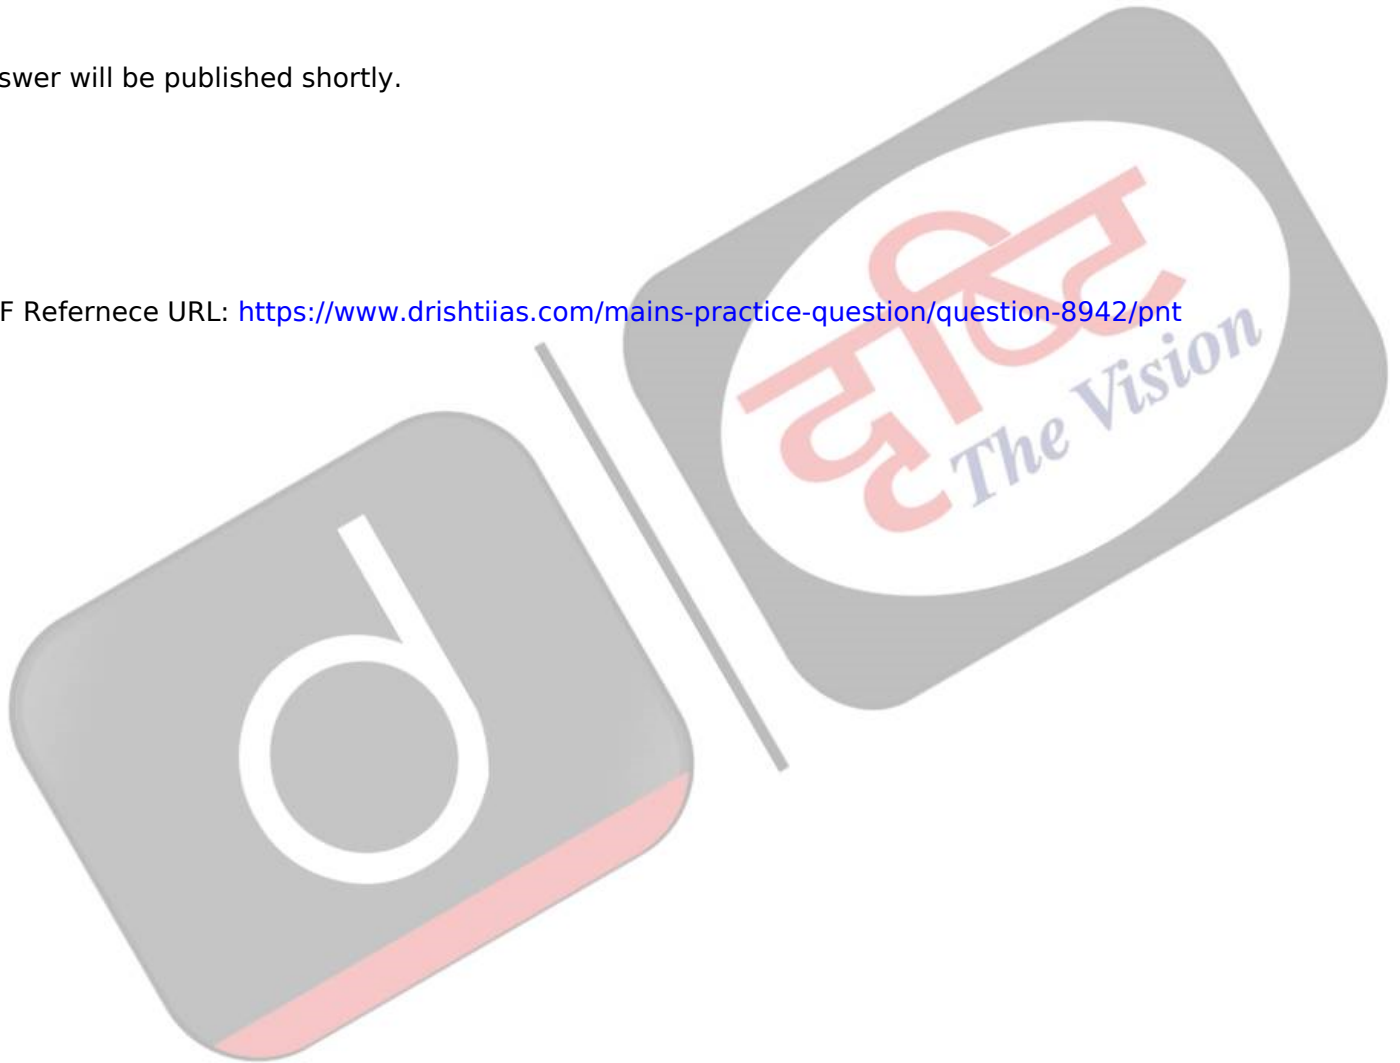 swer will be published shortly.
F Refernece URL: https://www.drishtiias.com/mains-practice-question/question-8942/pnt
दृष्टि
The Vision
d